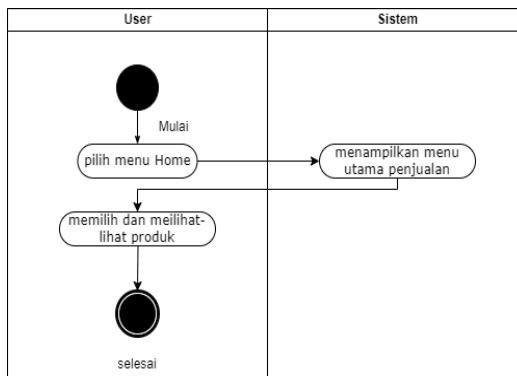 User
Sistem
Mulai
pilih menu Home
menampilkan menu
utama penjualan
memilih dan meilihat-
lihat produk
selesai